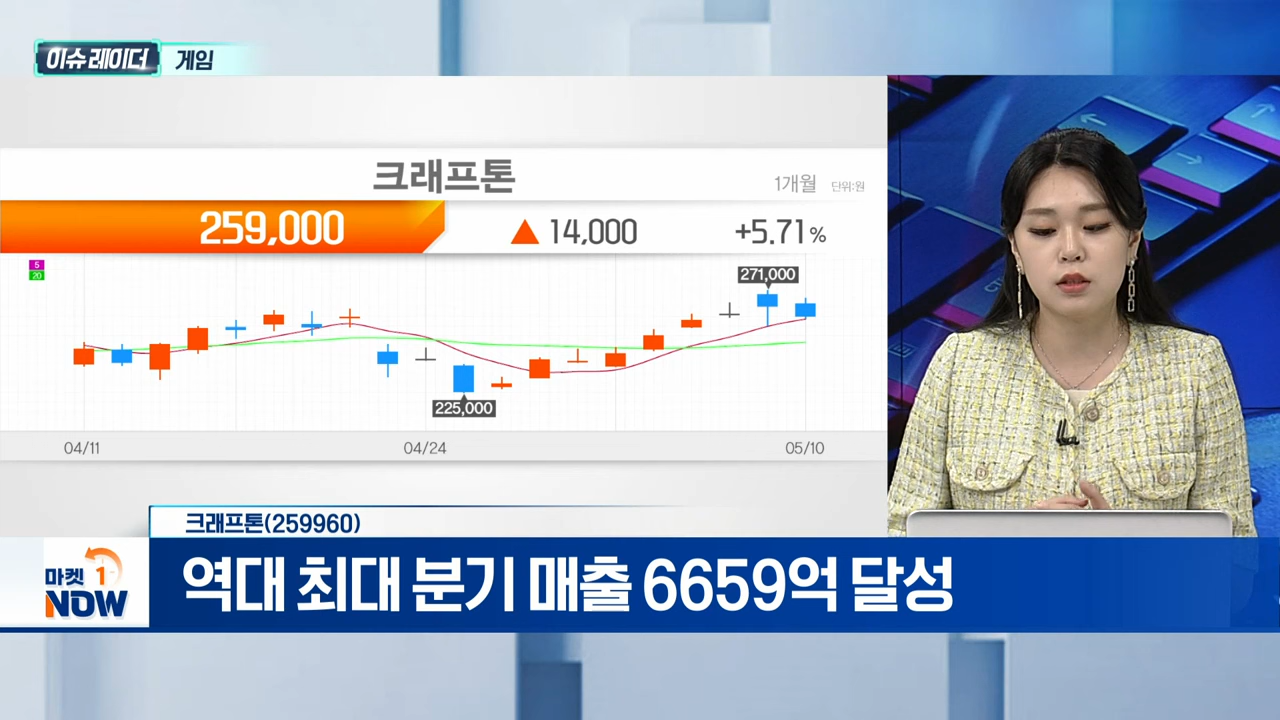 이슈레이더 게임
크래프톤
1개월 단위:원
259,000 ▲ 14,000 +5.71%
5
20
271,000
225,000
04/11 04/24 05/10
크래프톤(259960)
마켓 1
NOW
역대 최대 분기 매출 6659억 달성